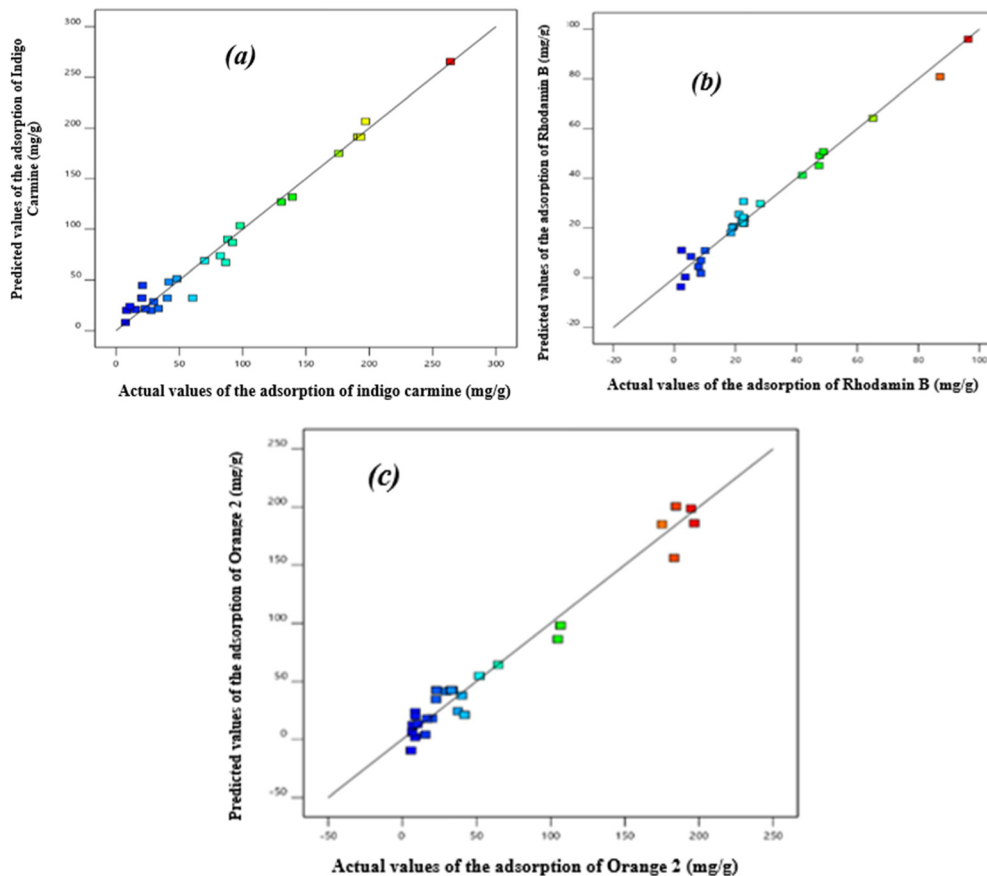 (a)
Predicted values of the adsorption of Indigo
Carmine (mg/g)
300
250
200
150
100
50
0
0 50 100 150 200 250 300
Actual values of the adsorption of indigo carmine (mg/g)
(b)
Predicted values of the adsorption of Rhodamin B (mg/g)
100
80
60
40
20
0
-20
-20 0 20 40 60 80 100
Actual values of the adsorption of Rhodamin B (mg/g)
(c)
Predicted values of the adsorption of Orange 2 (mg/g)
250
200
150
100
50
0
-50
-50 0 50 100 150 200 250
Actual values of the adsorption of Orange 2 (mg/g)